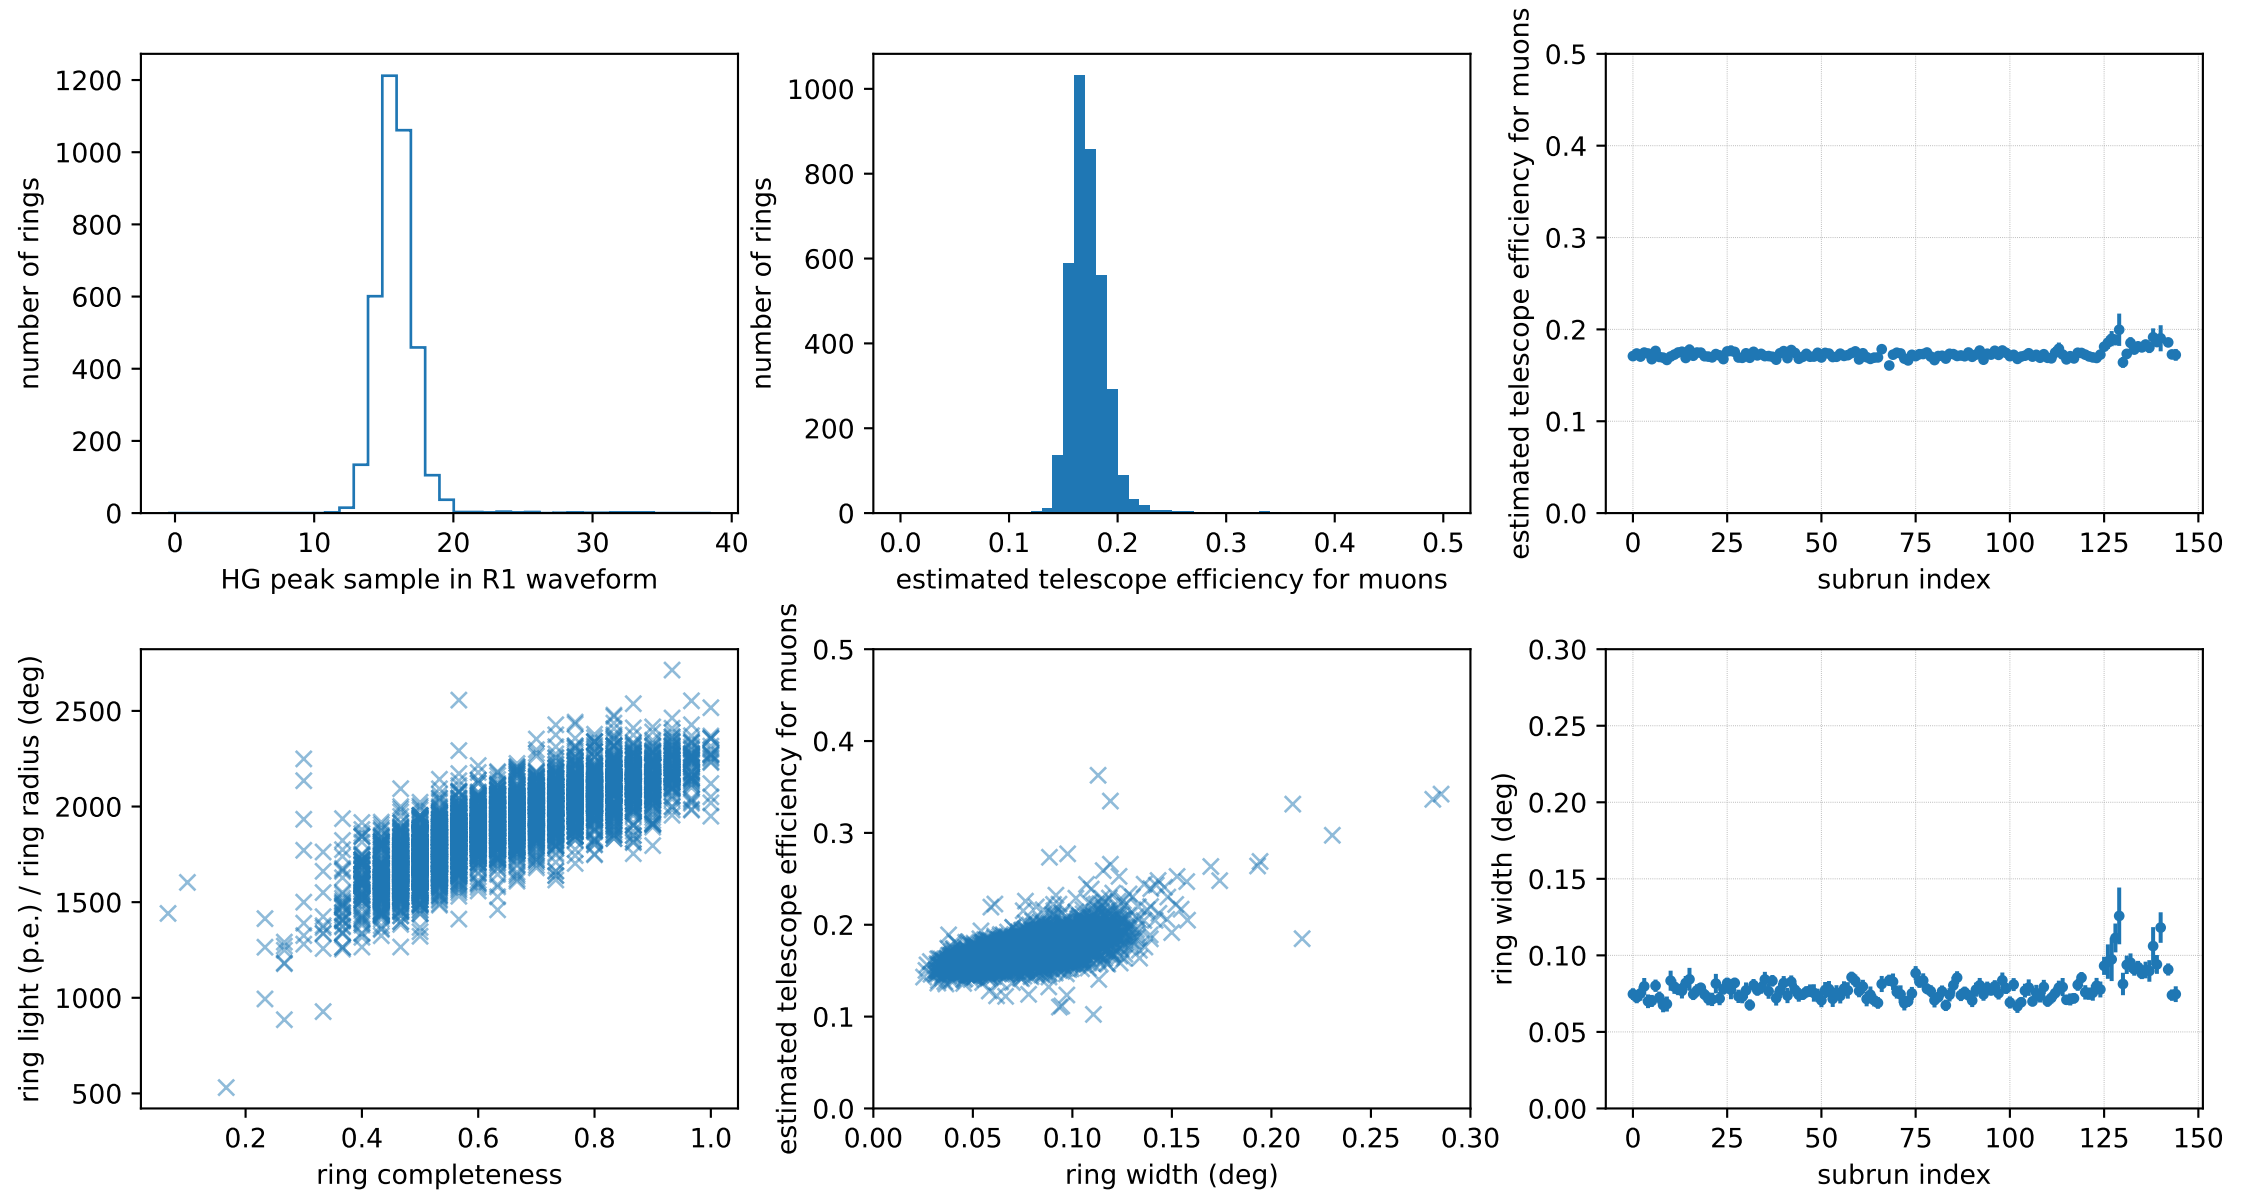 number of rings
1200
1000
800
600
400
200
0
0 10 20 30 40
HG peak sample in R1 waveform
number of rings
1000
800
600
400
200
0
0.0 0.1 0.2 0.3 0.4 0.5
estimated telescope efficiency for muons
estimated telescope efficiency for muons
0.5
0.4
0.3
0.2
0.1
0.0
0 25 50 75 100 125 150
subrun index
ring light (p.e.) / ring radius (deg)
2500
2000
1500
1000
500
0.2 0.4 0.6 0.8 1.0
ring completeness
estimated telescope efficiency for muons
0.5
0.4
0.3
0.2
0.1
0.0
0.00 0.05 0.10 0.15 0.20 0.25 0.30
ring width (deg)
ring width (deg)
0.30
0.25
0.20
0.15
0.10
0.05
0.00
0 25 50 75 100 125 150
subrun index